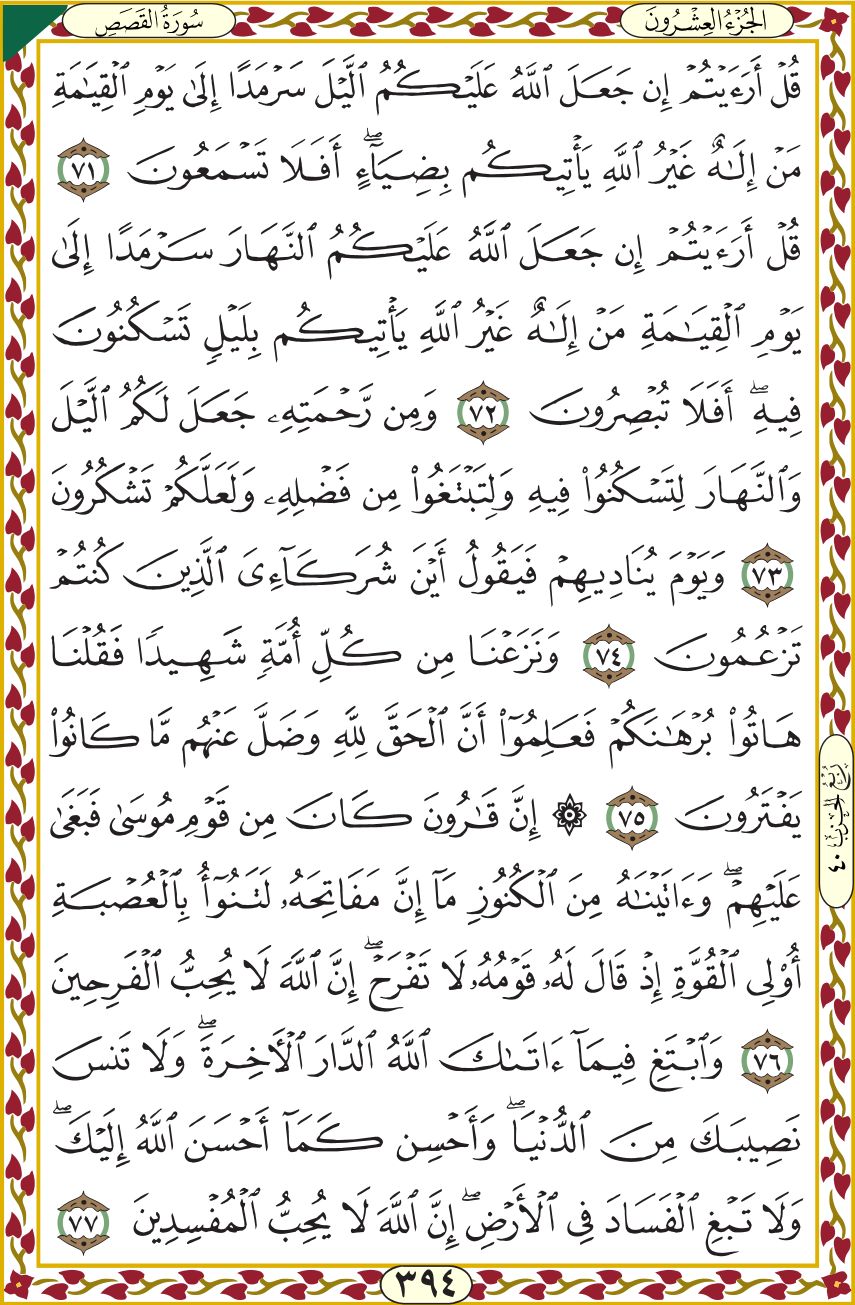 الجُزْءُ العِشْرُونَ
سُورَةُ القَصَصِ
قُلْ أَرَءَيْتُمْ إِن جَعَلَ ٱللَّهُ عَلَيْكُمُ ٱلَّيْلَ سَرْمَدًا إِلَىٰ يَوْمِ ٱلْقِيَـٰمَةِ
مَنْ إِلَـٰهٌ غَيْرُ ٱللَّهِ يَأْتِيكُم بِضِيَآءٍ ۖ أَفَلَا تَسْمَعُونَ ٧١
قُلْ أَرَءَيْتُمْ إِن جَعَلَ ٱللَّهُ عَلَيْكُمُ ٱلنَّهَارَ سَرْمَدًا إِلَىٰ
يَوْمِ ٱلْقِيَـٰمَةِ مَنْ إِلَـٰهٌ غَيْرُ ٱللَّهِ يَأْتِيكُم بِلَيْلٍ تَسْكُنُونَ
فِيهِ ۖ أَفَلَا تُبْصِرُونَ ٧٢ وَمِن رَّحْمَتِهِۦ جَعَلَ لَكُمُ ٱلَّيْلَ
وَٱلنَّهَارَ لِتَسْكُنُوا۟ فِيهِ وَلِتَبْتَغُوا۟ مِن فَضْلِهِۦ وَلَعَلَّكُمْ تَشْكُرُونَ
٧٣ وَيَوْمَ يُنَادِيهِمْ فَيَقُولُ أَيْنَ شُرَكَآءِىَ ٱلَّذِينَ كُنتُمْ
تَزْعُمُونَ ٧٤ وَنَزَعْنَا مِن كُلِّ أُمَّةٍ شَهِيدًا فَقُلْنَا
هَاتُوا۟ بُرْهَـٰنَكُمْ فَعَلِمُوٓا۟ أَنَّ ٱلْحَقَّ لِلَّهِ وَضَلَّ عَنْهُم مَّا كَانُوا۟
يَفْتَرُونَ ٧٥ ۞ إِنَّ قَـٰرُونَ كَانَ مِن قَوْمِ مُوسَىٰ فَبَغَىٰ
عَلَيْهِمْ ۖ وَءَاتَيْنَـٰهُ مِنَ ٱلْكُنُوزِ مَآ إِنَّ مَفَاتِحَهُۥ لَتَنُوٓأُ بِٱلْعُصْبَةِ
أُو۟لِى ٱلْقُوَّةِ إِذْ قَالَ لَهُۥ قَوْمُهُۥ لَا تَفْرَحْ ۖ إِنَّ ٱللَّهَ لَا يُحِبُّ ٱلْفَرِحِينَ
٧٦ وَٱبْتَغِ فِيمَآ ءَاتَىٰكَ ٱللَّهُ ٱلدَّارَ ٱلْـَٔاخِرَةَ ۖ وَلَا تَنسَ
نَصِيبَكَ مِنَ ٱلدُّنْيَا ۖ وَأَحْسِن كَمَآ أَحْسَنَ ٱللَّهُ إِلَيْكَ ۖ
وَلَا تَبْغِ ٱلْفَسَادَ فِى ٱلْأَرْضِ ۖ إِنَّ ٱللَّهَ لَا يُحِبُّ ٱلْمُفْسِدِينَ ٧٧
رُبْعُ الحِزْبِ ٤٠
٣٩٤